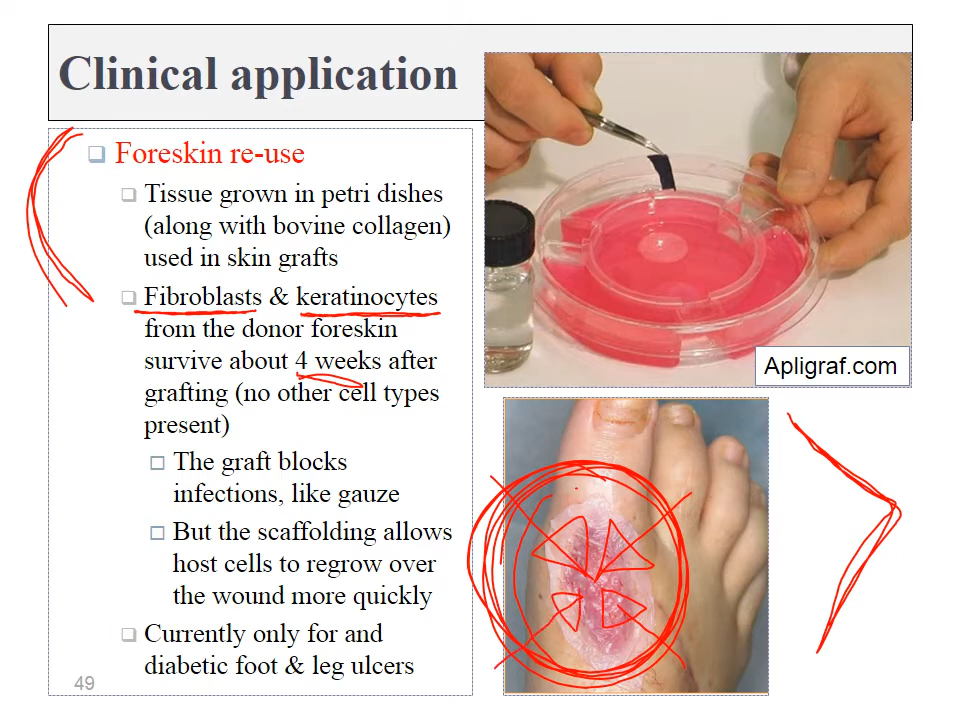 Clinical application
Foreskin re-use
Tissue grown in petri dishes
(along with bovine collagen)
used in skin grafts
Fibroblasts & keratinocytes
from the donor foreskin
survive about 4 weeks after
grafting (no other cell types
present)
The graft blocks
infections, like gauze
But the scaffolding allows
host cells to regrow over
the wound more quickly
Currently only for and
diabetic foot & leg ulcers
49
Apligraf.com